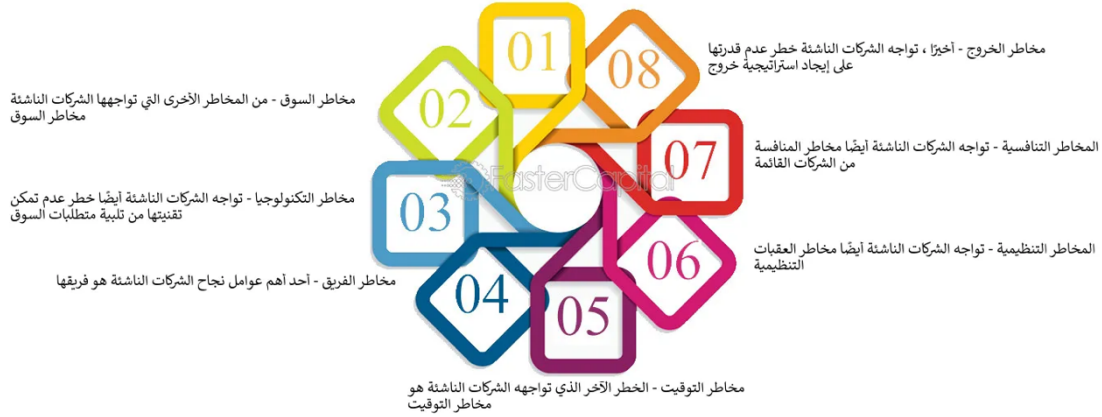 01
02
مخاطر السوق - من المخاطر الأخرى التي تواجهها الشركات الناشئة
مخاطر السوق
03
مخاطر التكنولوجيا - تواجه الشركات الناشئة أيضًا خطر عدم تمكن
تقنيتها من تلبية متطلبات السوق
04
مخاطر الفريق - أحد أهم عوامل نجاح الشركات الناشئة هو فريقها
05
مخاطر التوقيت - الخطر الآخر الذي تواجهه الشركات الناشئة هو
مخاطر التوقيت
06
المخاطر التنظيمية - تواجه الشركات الناشئة أيضًا مخاطر العقبات
التنظيمية
07
المخاطر التنافسية - تواجه الشركات الناشئة أيضًا مخاطر المنافسة
من الشركات القائمة
08
مخاطر الخروج - أخيرًا ، تواجه الشركات الناشئة خطر عدم قدرتها
على إيجاد استراتيجية خروج
FasterCapital